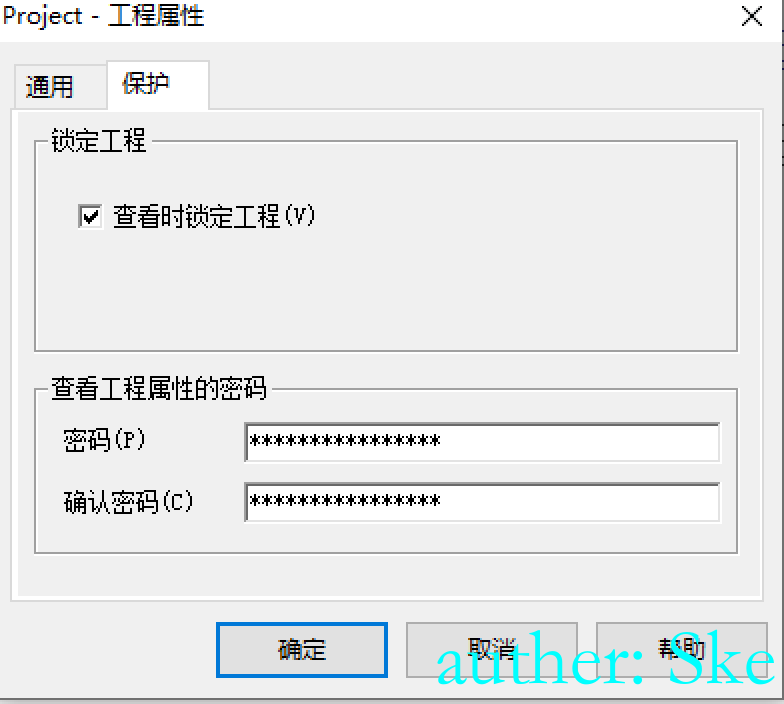 Project - 工程属性
通用
保护
锁定工程
查看时锁定工程(V)
查看工程属性的密码
密码(P)
****************
确认密码(C)
****************
确定
取消
帮助
auther: Ske